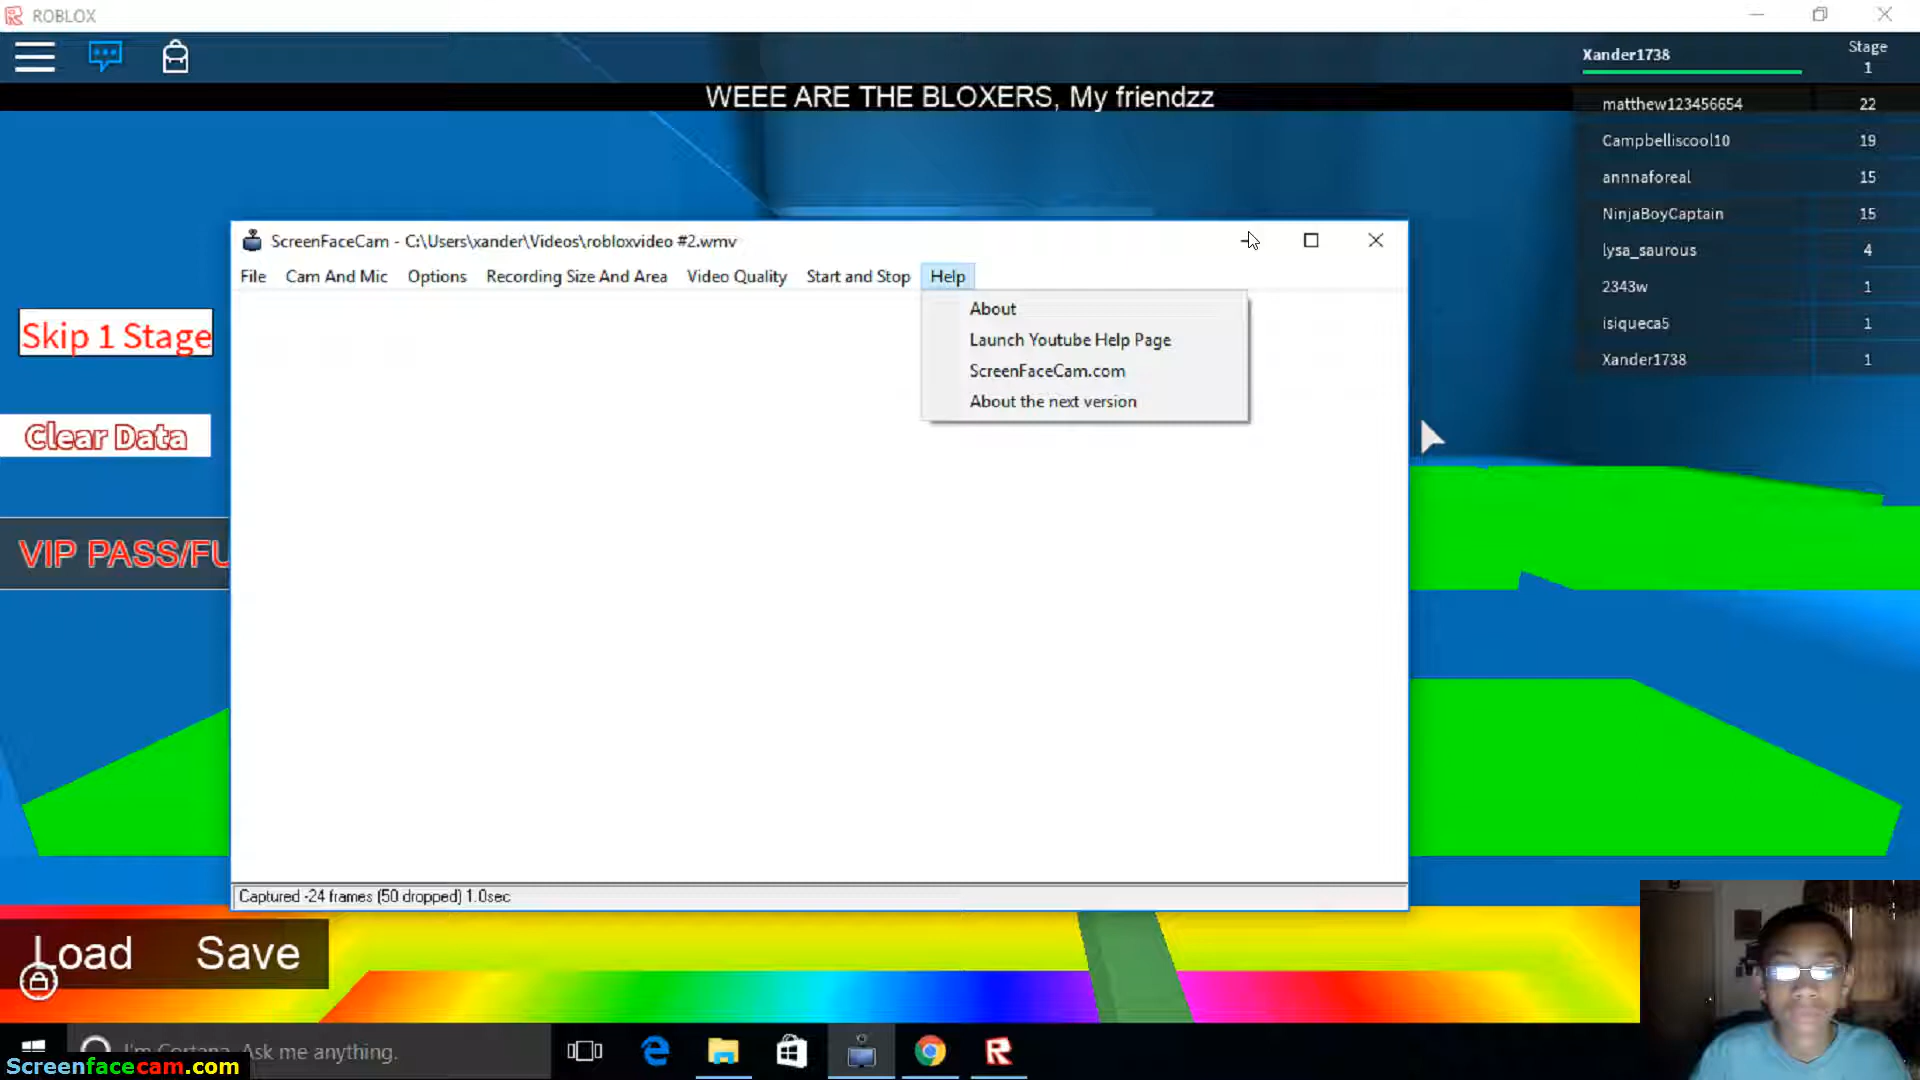 ROBLOX
Xander1738
Stage
1
WEEE ARE THE BLOXERS, My friendzz
matthew123456654 22
Campbelliscool10 19
annnaforeal 15
NinjaBoyCaptain 15
lysa_saurous 4
2343w 1
isiqueca5 1
Xander1738 1
ScreenFaceCam - C:\Users\xander\Videos\robloxvideo #2.wmv
File Cam And Mic Options Recording Size And Area Video Quality Start and Stop Help
About
Launch Youtube Help Page
ScreenFaceCam.com
About the next version
Skip 1 Stage
Clear Data
VIP PASS/FU
Captured -24 frames (50 dropped) 1.0sec
Load Save
I'm Cortana. Ask me anything.
Screenfacecam.com